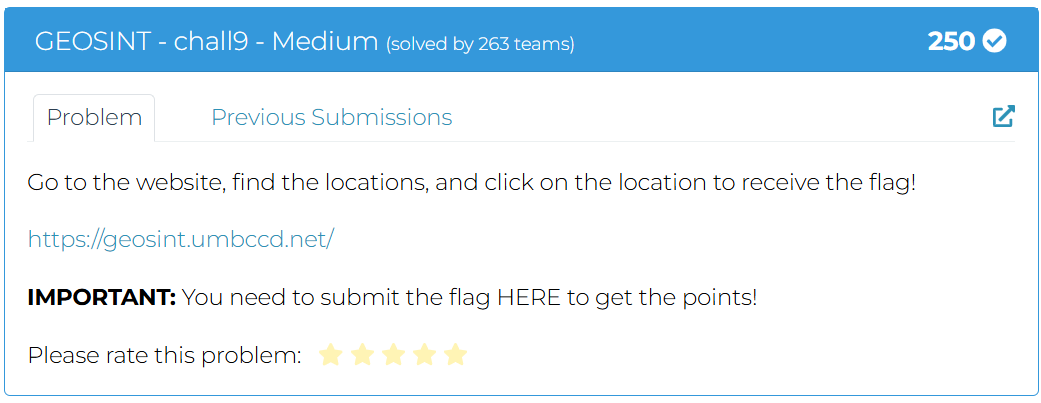 GEOSINT - chall9 - Medium (solved by 263 teams) 250
Problem Previous Submissions
Go to the website, find the locations, and click on the location to receive the flag!
https://geosint.umbccd.net/
IMPORTANT: You need to submit the flag HERE to get the points!
Please rate this problem: